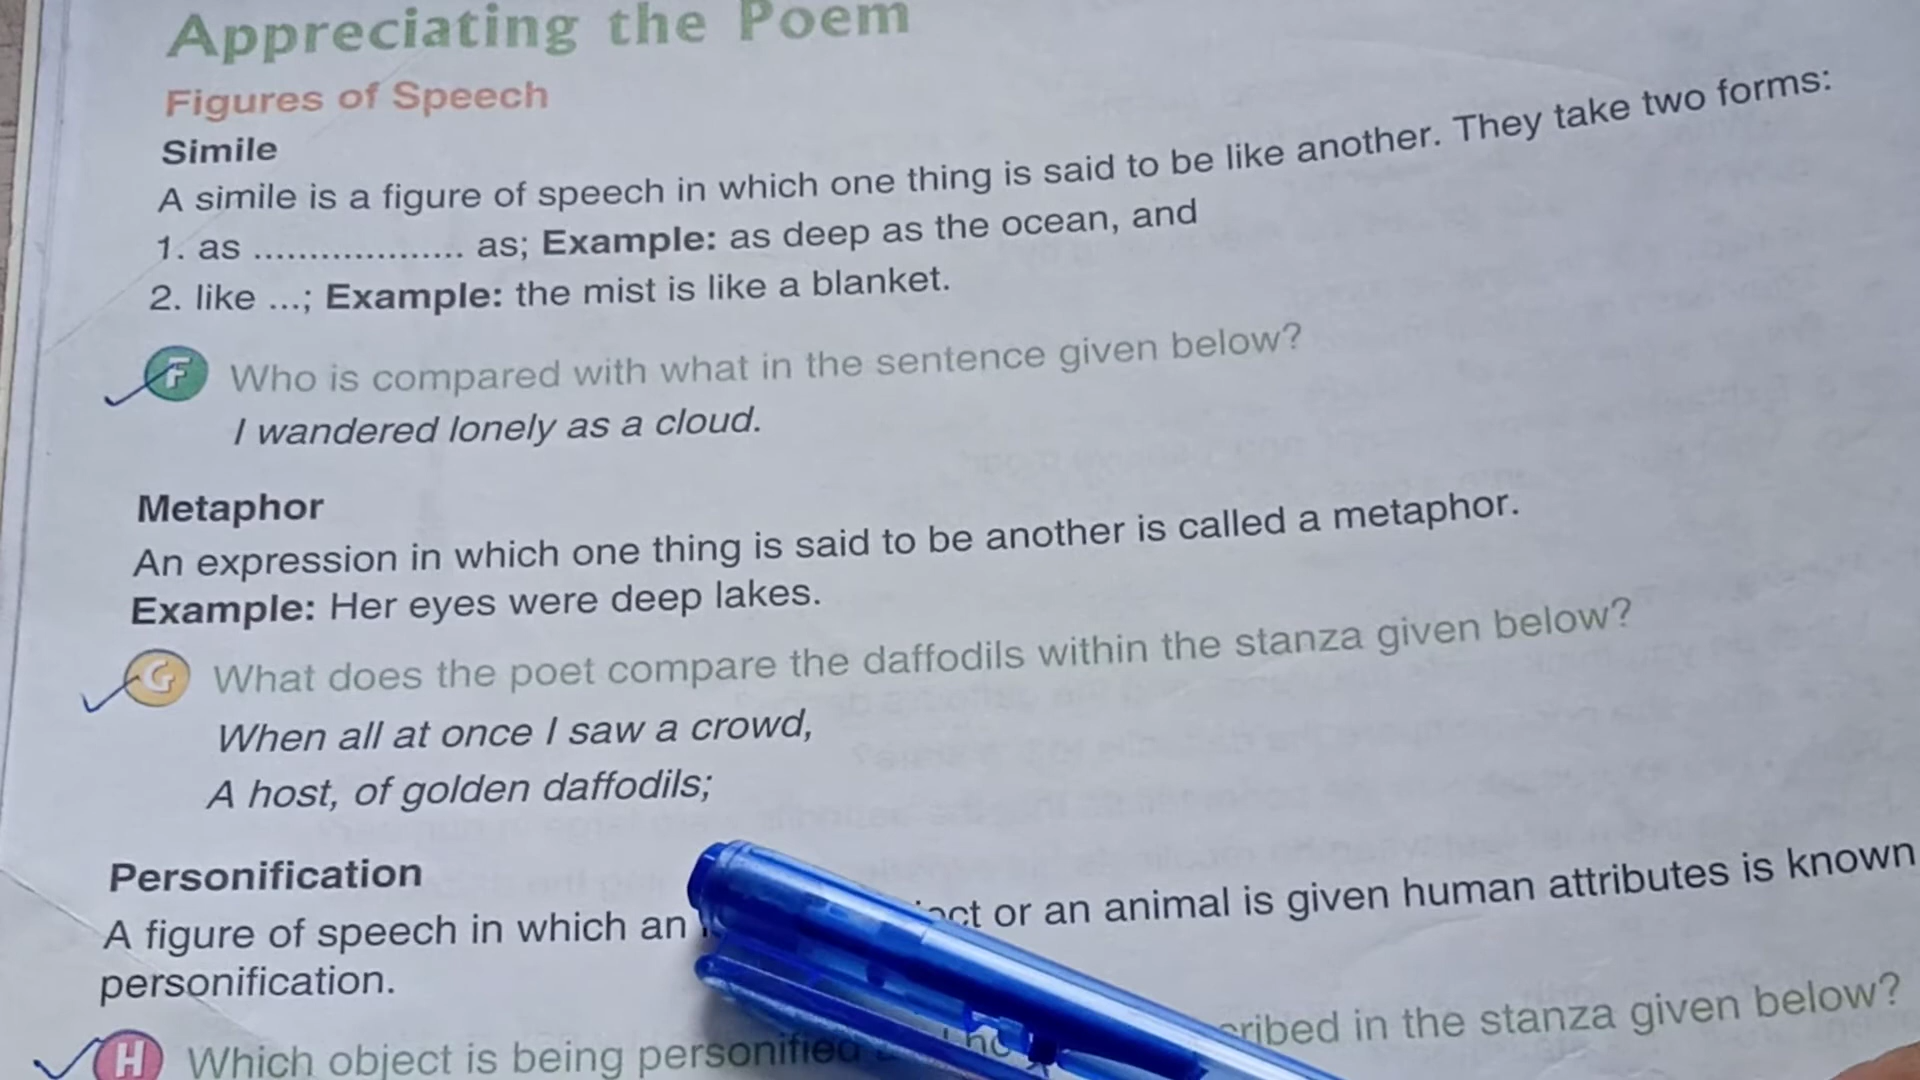 Appreciating the Poem
Figures of Speech
Simile
A simile is a figure of speech in which one thing is said to be like another. They take two forms:
1. as ................... as; Example: as deep as the ocean, and
2. like ...; Example: the mist is like a blanket.
F Who is compared with what in the sentence given below?
I wandered lonely as a cloud.
Metaphor
An expression in which one thing is said to be another is called a metaphor.
Example: Her eyes were deep lakes.
G What does the poet compare the daffodils within the stanza given below?
When all at once I saw a crowd,
A host, of golden daffodils;
Personification
A figure of speech in which an or an animal is given human attributes is known
personification.
H Which object is being personified in the stanza given below?